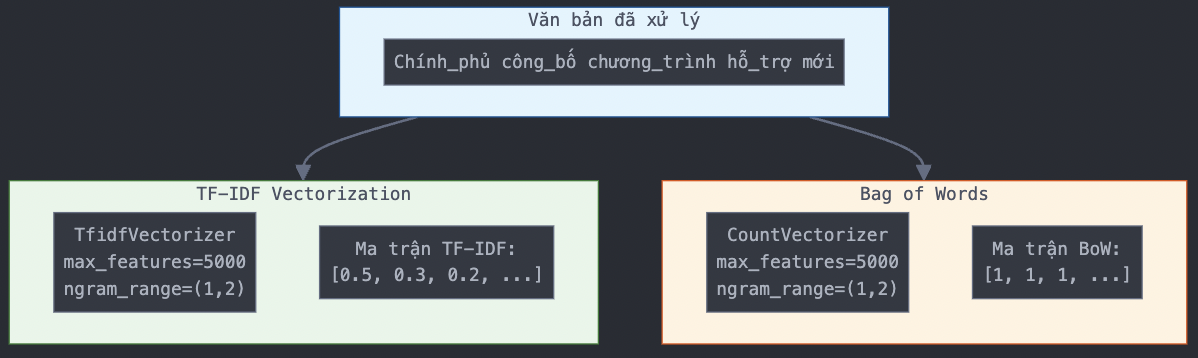 Văn bản đã xử lý
Chính_phủ công_bố chương_trình hỗ_trợ mới
TF-IDF Vectorization
TfidfVectorizer
max_features=5000
ngram_range=(1,2)
Ma trận TF-IDF:
[0.5, 0.3, 0.2, ...]
Bag of Words
CountVectorizer
max_features=5000
ngram_range=(1,2)
Ma trận BoW:
[1, 1, 1, ...]